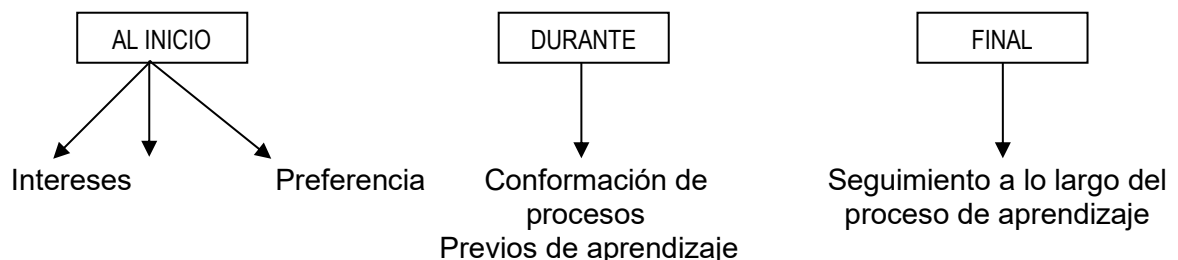 AL INICIO
DURANTE
FINAL
Intereses
Preferencia
Conformación de
procesos
Previos de aprendizaje
Seguimiento a lo largo del
proceso de aprendizaje